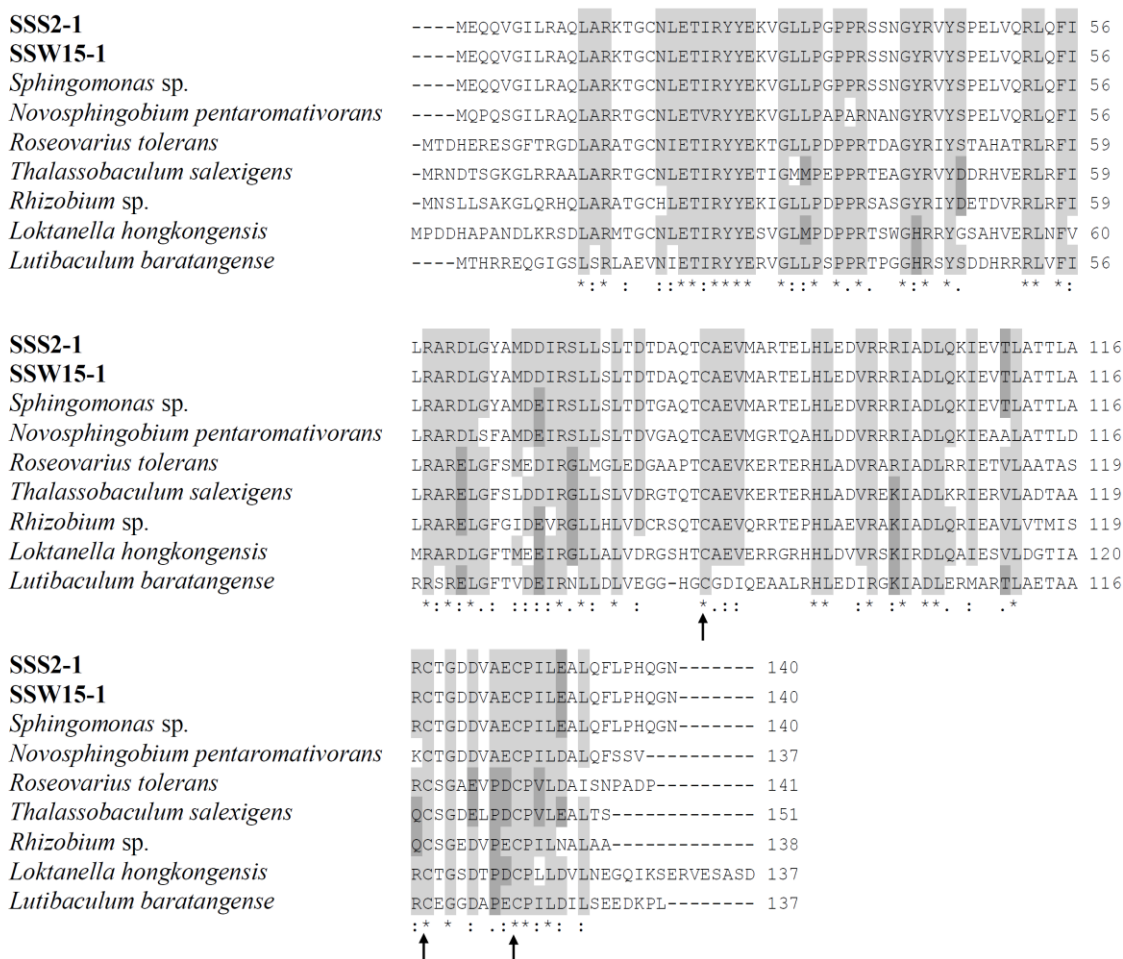 SSS2-1 ----MEQQVGILRAQLARKTGCNLETIRYYEKVGLLPGPPRSSNGYRVYSPELVQRLQFI 56
SSW15-1 ----MEQQVGILRAQLARKTGCNLETIRYYEKVGLLPGPPRSSNGYRVYSPELVQRLQFI 56
Sphingomonas sp. ----MEQQVGILRAQLARKTGCNLETIRYYEKVGLLPGPPRSSNGYRVYSPELVQRLQFI 56
Novosphingobium pentaromativorans ----MQPQSGILRAQLARKTGCNLETVRYYEKVGLLPAPARNANGYRVYSPELVQRLQFI 56
Roseovarius tolerans -MTDHERESGFTRGDLARATGCNIETIRYYEKTGLLPDPPRTDAGYRIYSTAHATRLRFI 59
Thalassobaculum salexigens -MRNDTSGKGLRRAALARRTGCNLETIRYYETIGMMPEPPRTEAGYRVYDDRHVERLRFI 59
Rhizobium sp. -MNSLLSAKGLQRHQLARATGCHLETIRYYEKIGLLPDPPRSASGYRIYDETDVRRLRFI 59
Loktanella hongkongensis MPDDHAPANDLKRSDLARMTGCNLETIRYYESVGLMPDPPRTSWGHRRYGSAHVERLNFV 60
Lutibaculum baratangense ----MTHRREQGIGSLSRLAEVNIETIRYYERVGLLPSPPRTPGGHRSYSDDHRRRLVFI 56
*:* : ::**:**** *::* *.*. *:* *. ** *:
SSS2-1 LRARDLGYAMDDIRSLLSLTDTDAQTCAEVMARTELHLEDVRRRIADLQKIEVTLATTLA 116
SSW15-1 LRARDLGYAMDDIRSLLSLTDTDAQTCAEVMARTELHLEDVRRRIADLQKIEVTLATTLA 116
Sphingomonas sp. LRARDLGYAMDEIRSLLSLTDTGAQTCAEVMARTELHLEDVRRRIADLQKIEVTLATTLA 116
Novosphingobium pentaromativorans LRARDLSFAMDEIRSLLSLTDVGAQTCAEVMGRTQAHLDDVRRRIADLQKIEAALATTLD 116
Roseovarius tolerans LRARELGFSMEDIRGLMGLEDGAAPTCAEVKERTERHLADVRARIADLRRIETVLAATAS 119
Thalassobaculum salexigens LRARELGFSLDDIRGLLSLVDRGTQTCAEVKERTERHLADVREKIADLKRIERVLADTAA 119
Rhizobium sp. LRARELGFGIDEVRGLLHLVDCRSQTCAEVQRRTEPHLAEVRAKIADLQRIEAVLVTMIS 119
Loktanella hongkongensis MRARDLGFTMEEIRGLLALVDRGSHTCAEVERRGRHHLDVVRSKIRDLQAIESVLDGTIA 120
Lutibaculum baratangense RRSRELGFTVDEIRNLLDLVEGG-HGCGDIQEAALRHLEDIRGKIADLERMARTLAETAA 116
*:*:*.: ::::*.*: * : *.:: ** :* :* **. : .*
SSS2-1 RCTGDDVAECPILEALQFLPHQGN------- 140
SSW15-1 RCTGDDVAECPILEALQFLPHQGN------- 140
Sphingomonas sp. RCTGDDVAECPILEALQFLPHQGN------- 140
Novosphingobium pentaromativorans KCTGDDVAECPILDALQFSSV---------- 137
Roseovarius tolerans RCSGAEVPDCPVLDAISNPADP--------- 141
Thalassobaculum salexigens QCSGDELPDCPVLEALTS------------- 151
Rhizobium sp. QCSGEDVPECPILNALAA------------- 138
Loktanella hongkongensis RCTGSDTPDCPLLDVLNEGQIKSERVESASD 137
Lutibaculum baratangense RCEGGDAPECPILDILSEEDKPL-------- 137
:* * : .:**:*: :